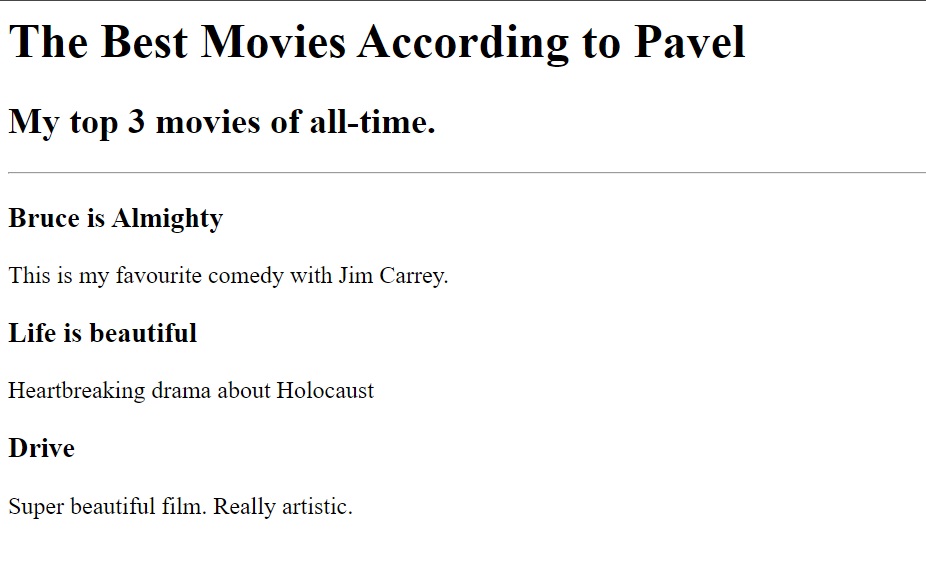 The Best Movies According to Pavel
My top 3 movies of all-time.
Bruce is Almighty
This is my favourite comedy with Jim Carrey.
Life is beautiful
Heartbreaking drama about Holocaust
Drive
Super beautiful film. Really artistic.